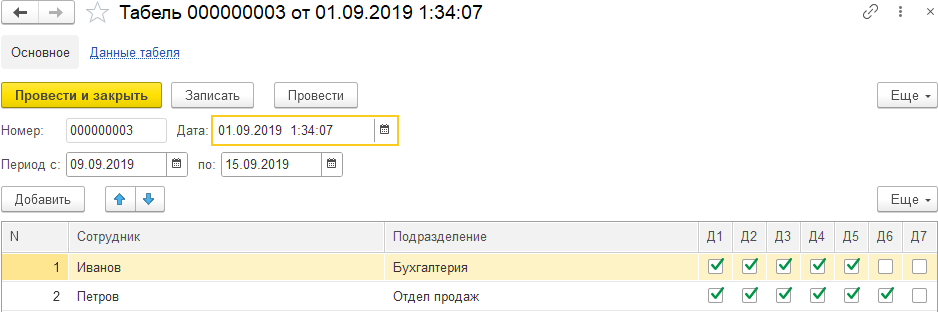 Табель 000000003 от 01.09.2019 1:34:07
Основное Данные табеля
Провести и закрыть Записать Провести Еще
Номер: 000000003 Дата: 01.09.2019 1:34:07
Период с: 09.09.2019 по: 15.09.2019
Добавить Еще
N Сотрудник Подразделение Д1 Д2 Д3 Д4 Д5 Д6 Д7
1 Иванов Бухгалтерия
2 Петров Отдел продаж